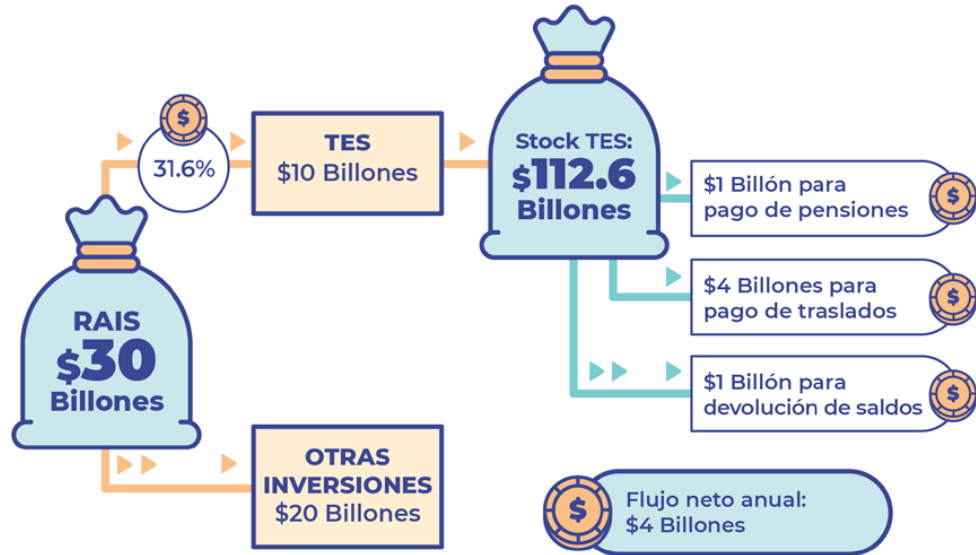 RAIS
$30
Billones
$
31.6%
TES
$10 Billones
Stock TES:
$112.6
Billones
$1 Billón para
pago de pensiones
$
$4 Billones para
pago de traslados
$
$1 Billón para
devolución de saldos
$
OTRAS
INVERSIONES
$20 Billones
$
Flujo neto anual:
$4 Billones